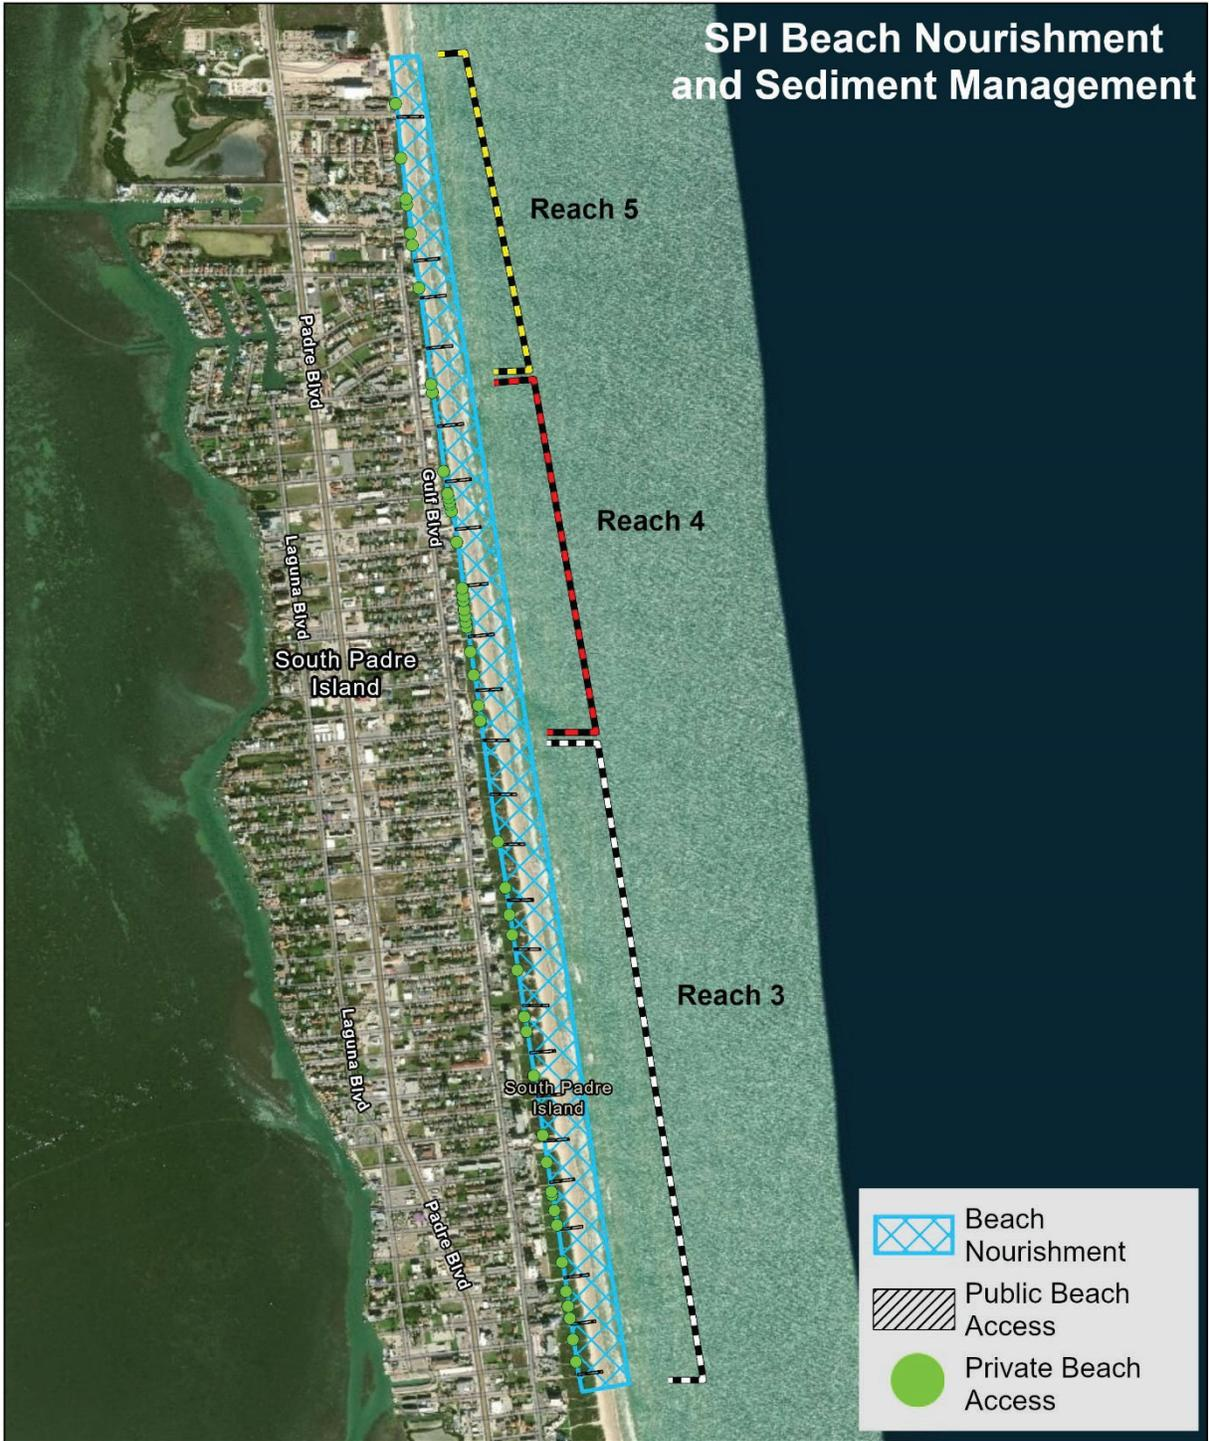 SPI Beach Nourishment
and Sediment Management
Reach 5
Padre Blvd
Gulf Blvd
Reach 4
Laguna Blvd
South Padre
Island
Reach 3
Laguna Blvd
South Padre
Island
Padre Blvd
Beach
Nourishment
Public Beach
Access
Private Beach
Access